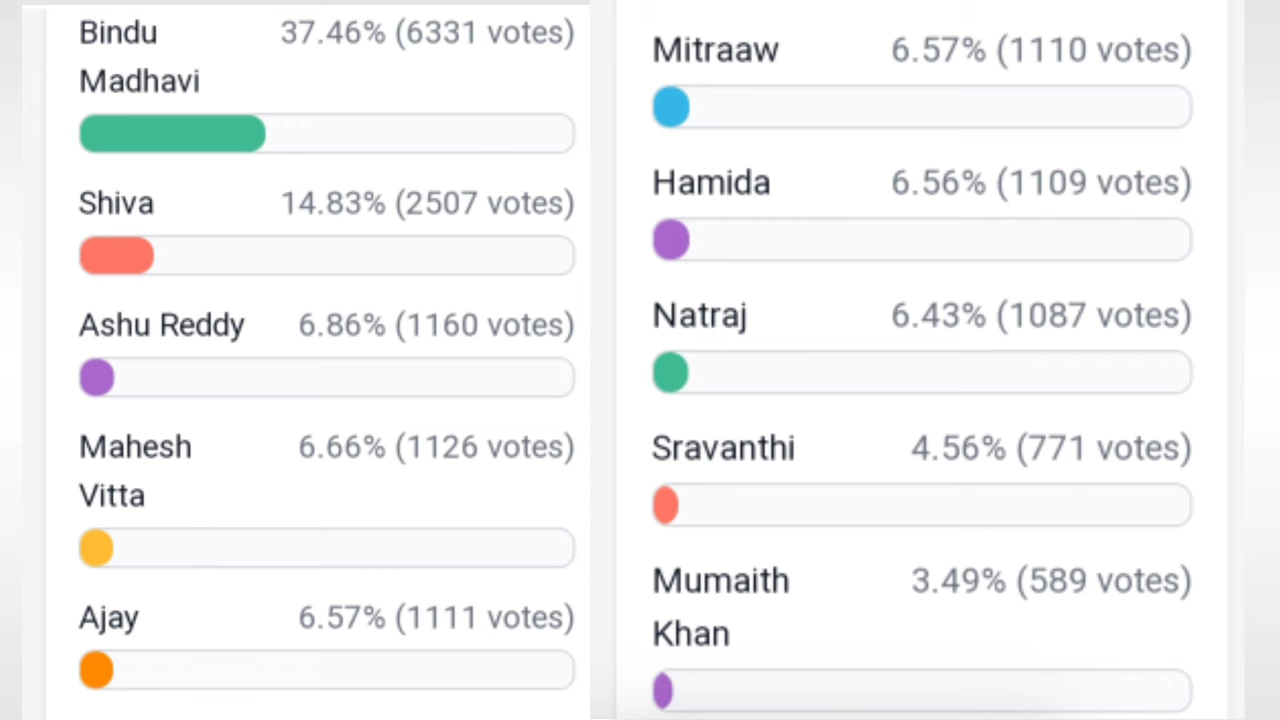 Bindu 37.46% (6331 votes)
Madhavi
Shiva 14.83% (2507 votes)
Ashu Reddy 6.86% (1160 votes)
Mahesh 6.66% (1126 votes)
Vitta
Ajay 6.57% (1111 votes)
Mitraaw 6.57% (1110 votes)
Hamida 6.56% (1109 votes)
Natraj 6.43% (1087 votes)
Sravanthi 4.56% (771 votes)
Mumaith 3.49% (589 votes)
Khan